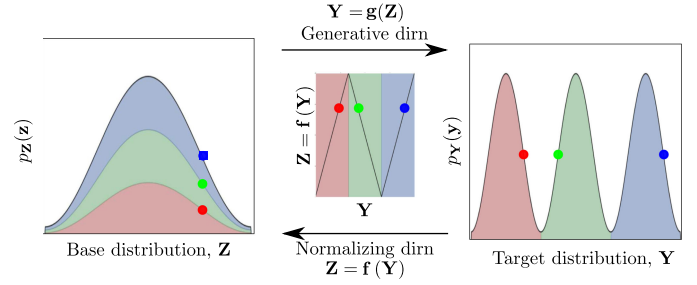 Y = g(Z)
Generative dirn
p_Z(z)
Z = f (Y)
Y
p_Y(y)
Base distribution, Z
Normalizing dirn
Z = f (Y)
Target distribution, Y